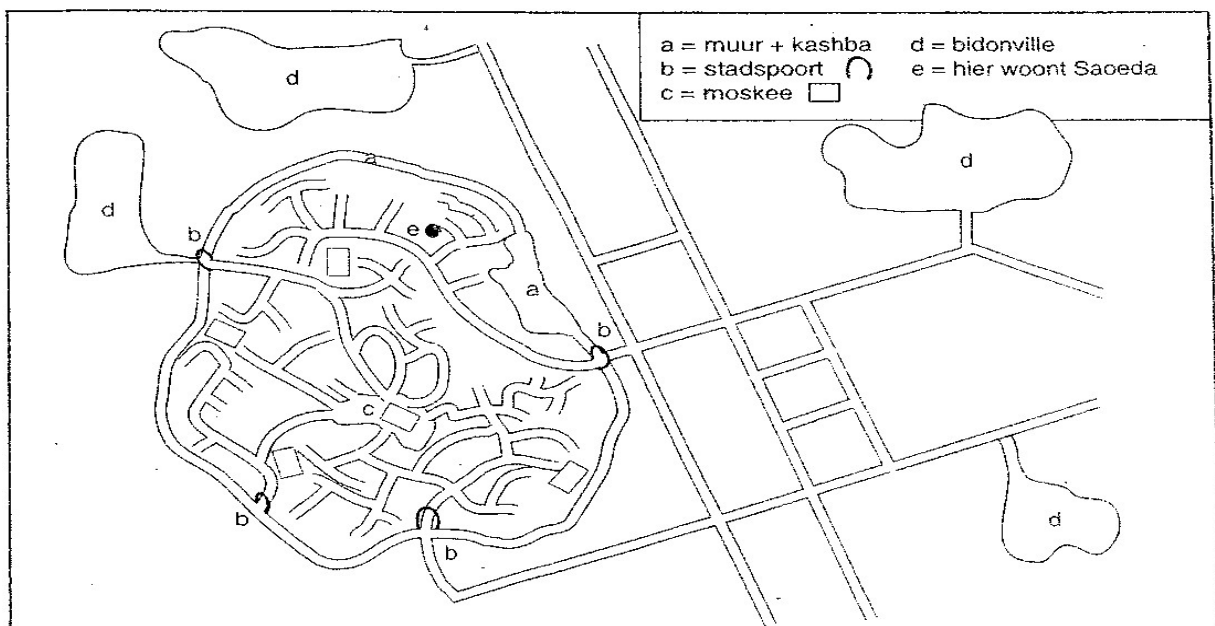 a = muur + kashba d = bidonville
b = stadspoort e = hier woont Saoeda
c = moskee
d
d
d
a
b
e
a
b
c
b
b
d